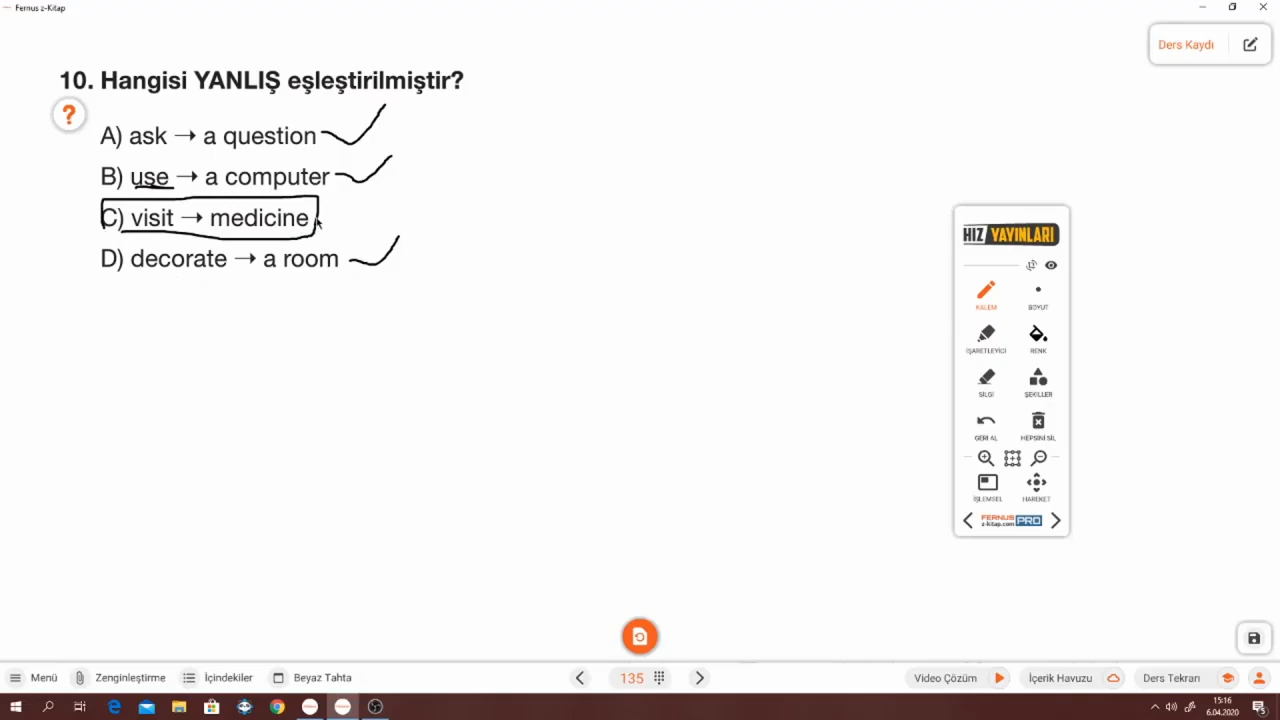 Fernus z-Kitap
Ders Kaydı
10. Hangisi YANLIŞ eşleştirilmiştir?
?
A) ask → a question
B) use → a computer
C) visit → medicine
D) decorate → a room
HIZ YAYINLARI
KALEM
BOYUT
İŞARETLEYİCİ
RENK
SİLGİ
ŞEKİLLER
GERİ AL
HEPSİNİ SİL
İŞLEMSEL
HAREKET
FERNUS
z-kitap.com PRO
Menü
Zenginleştirme
İçindekiler
Beyaz Tahta
135
Video Çözüm
İçerik Havuzu
Ders Tekrarı
15:16
6.04.2020